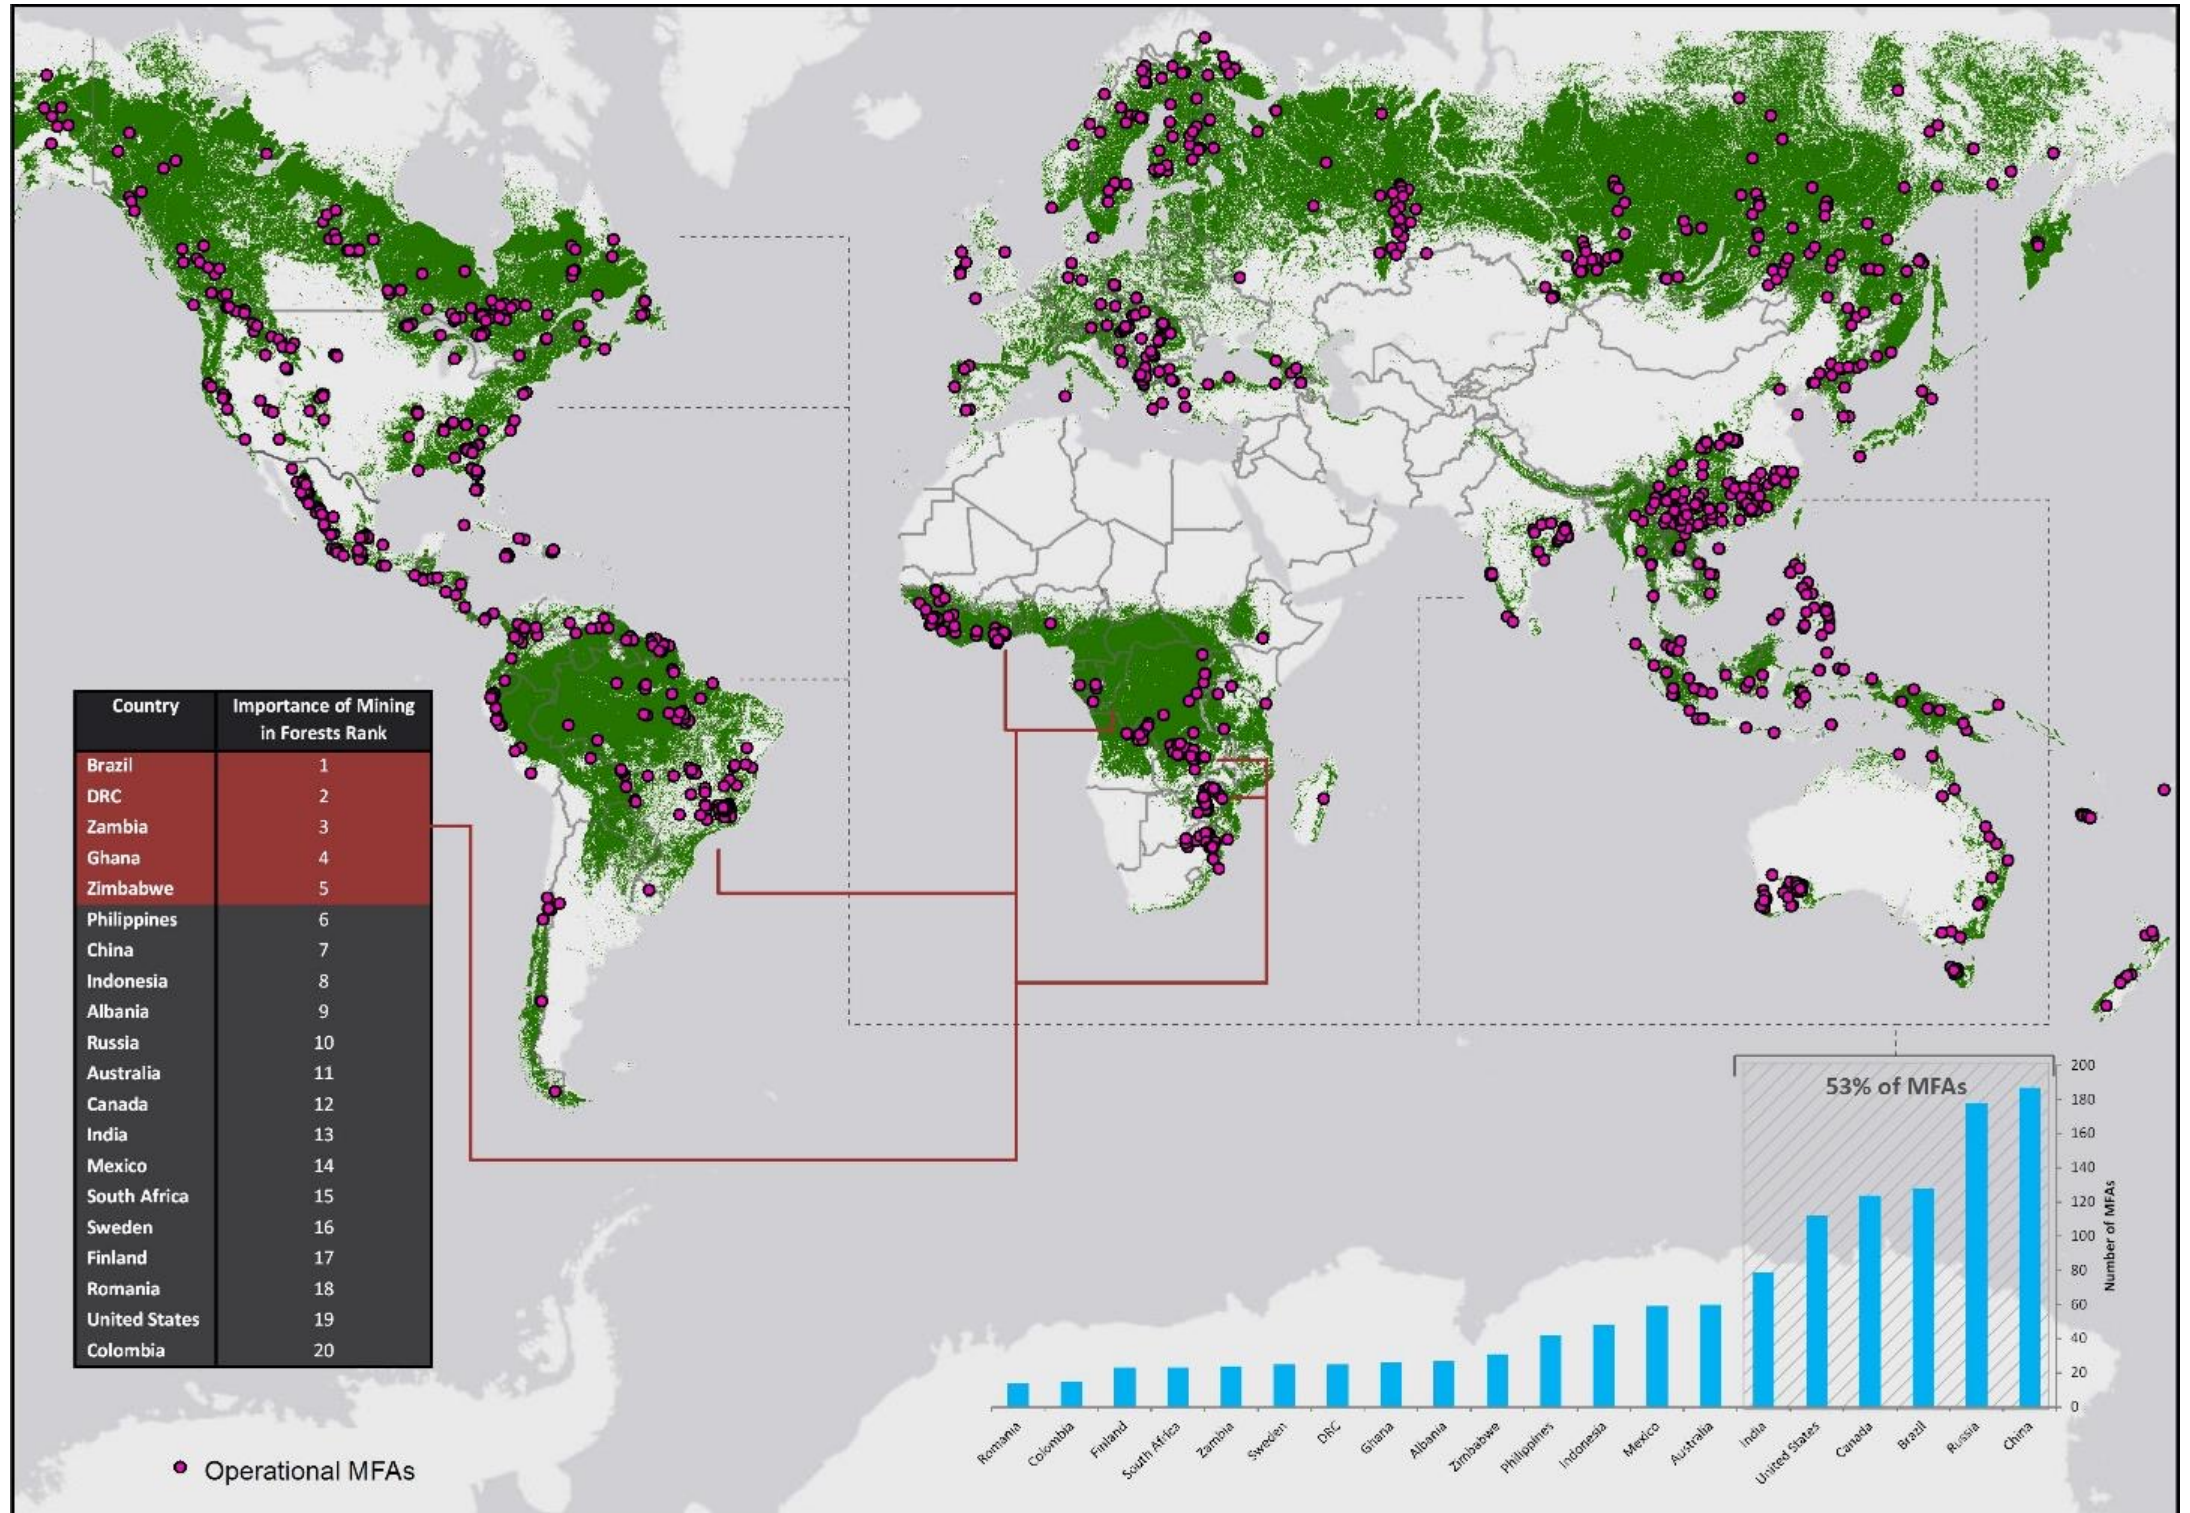 Country Importance of Mining
in Forests Rank
Brazil 1
DRC 2
Zambia 3
Ghana 4
Zimbabwe 5
Philippines 6
China 7
Indonesia 8
Albania 9
Russia 10
Australia 11
Canada 12
India 13
Mexico 14
South Africa 15
Sweden 16
Finland 17
Romania 18
United States 19
Colombia 20
Operational MFAs
53% of MFAs
200
180
160
140
120
100
80
60
40
20
0
Number of MFAs
Romania
Colombia
Finland
South Africa
Zambia
Sweden
DRC
Ghana
Albania
Zimbabwe
Philippines
Indonesia
Mexico
Australia
India
United States
Canada
Brazil
Russia
China